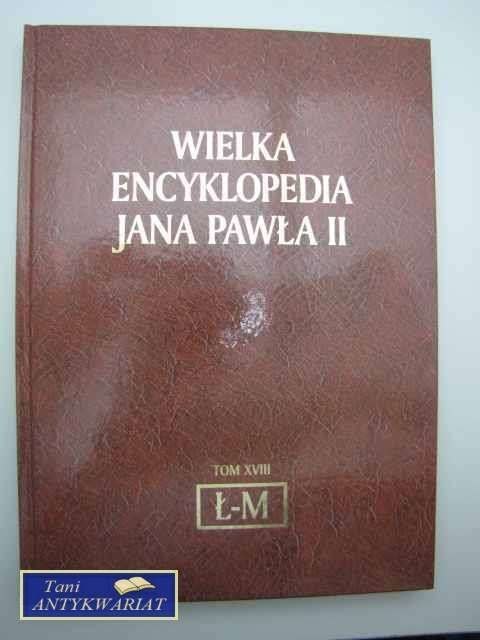 WIELKA
ENCYKLOPEDIA
JANA PAWŁA II
TOM XVIII
Ł-M
Tani
ANTYKWARIAT